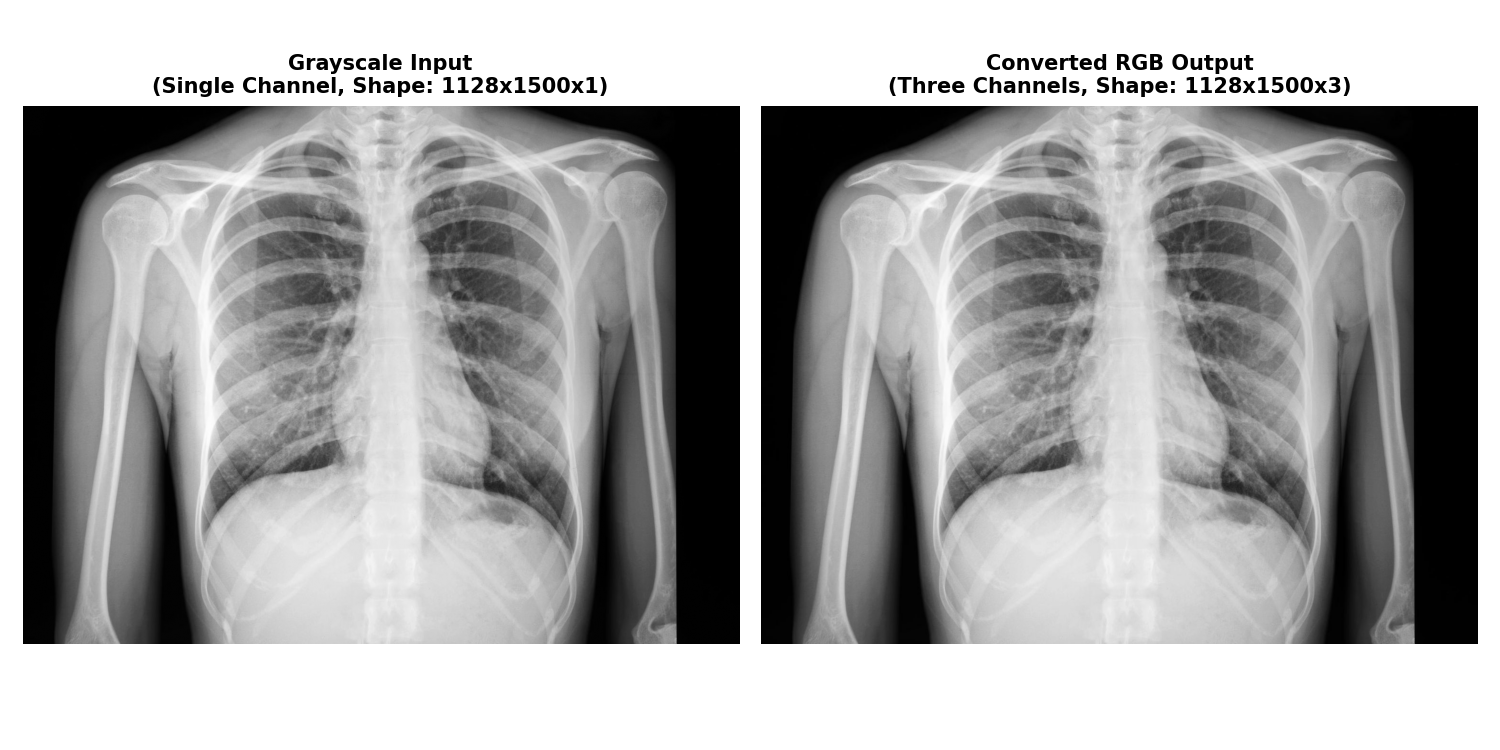 Grayscale Input
(Single Channel, Shape: 1128x1500x1)
Converted RGB Output
(Three Channels, Shape: 1128x1500x3)